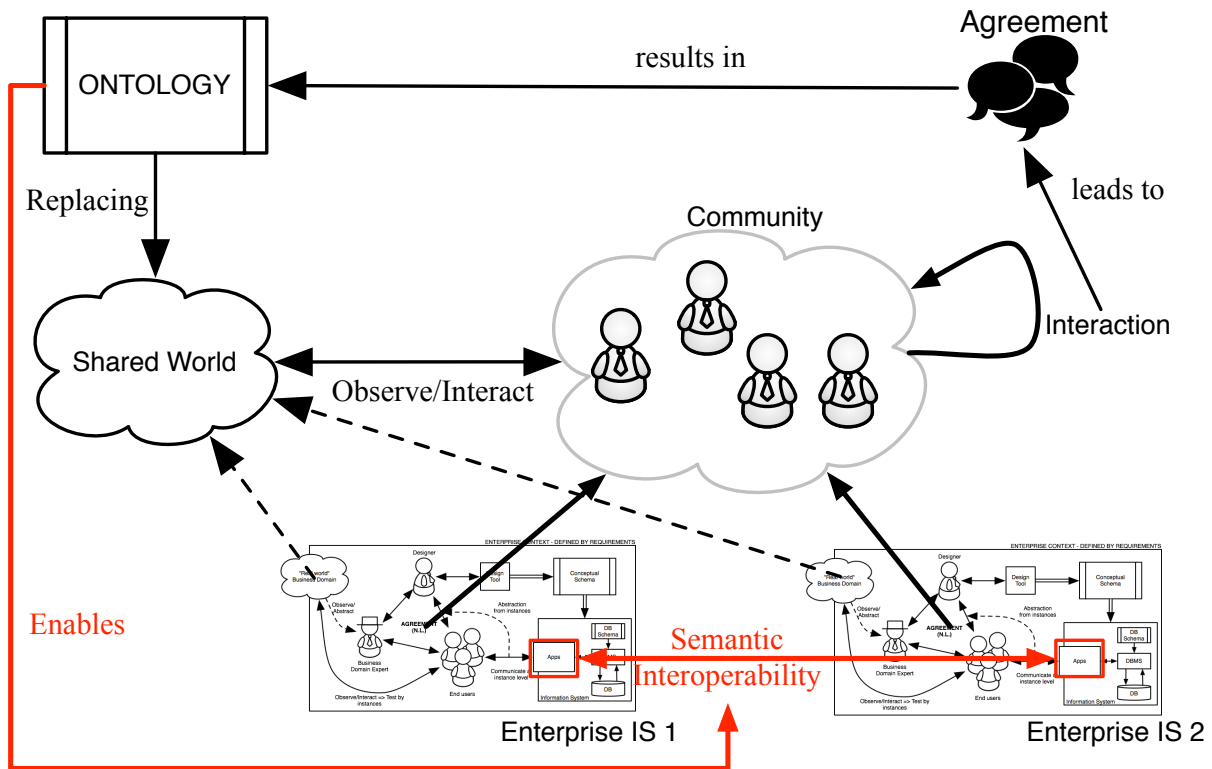 Agreement
results in
ONTOLOGY
Replacing
leads to
Community
Interaction
Shared World
Observe/Interact
ENTERPRISE CONTEXT - DEFINED BY REQUIREMENTS
Designer
"Real world"
Business Domain
Design
Tool
Conceptual
Schema
Observe/
Abstract
Abstraction
from instances
AGREEMENT
(N.L.)
DB
Schema
Business
Domain Expert
Apps
End users
Communicate at
instance level
DB
Information System
Observe/Interact => Test by
instances
Enterprise IS 1
ENTERPRISE CONTEXT - DEFINED BY REQUIREMENTS
Designer
"Real world"
Business Domain
Design
Tool
Conceptual
Schema
Observe/
Abstract
Abstraction
from instances
AGREEMENT
(N.L.)
DB
Schema
Business
Domain Expert
Apps
DBMS
End users
Communicate at
instance level
DB
Information System
Observe/Interact => Test by
instances
Enterprise IS 2
Enables
Semantic
Interoperability